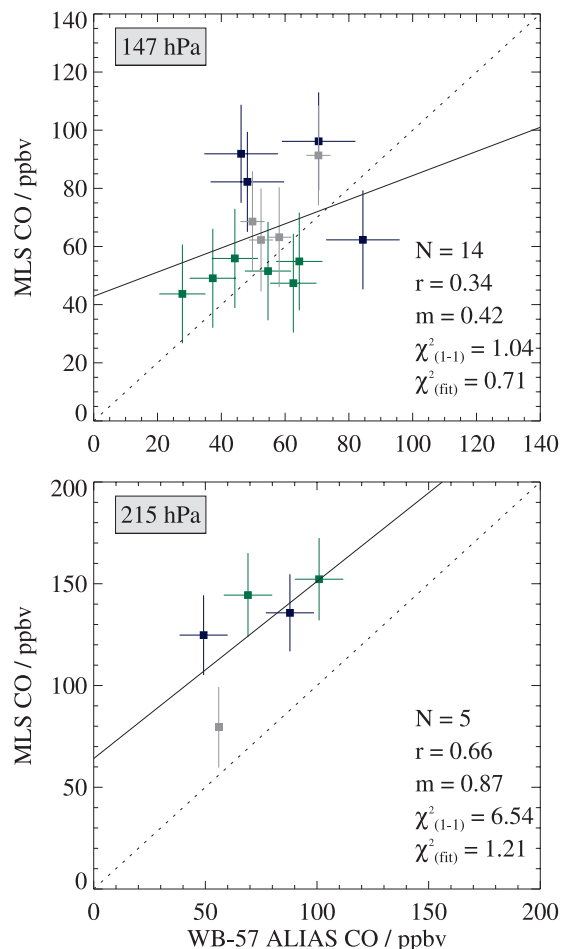 140
147 hPa
120
100
80
60
40
20
0
MLS CO / ppbv
N = 14
r = 0.34
m = 0.42
χ²(1-1) = 1.04
χ²(fit) = 0.71
0 20 40 60 80 100 120 140
200
215 hPa
150
100
50
0
MLS CO / ppbv
N = 5
r = 0.66
m = 0.87
χ²(1-1) = 6.54
χ²(fit) = 1.21
0 50 100 150 200
WB-57 ALIAS CO / ppbv